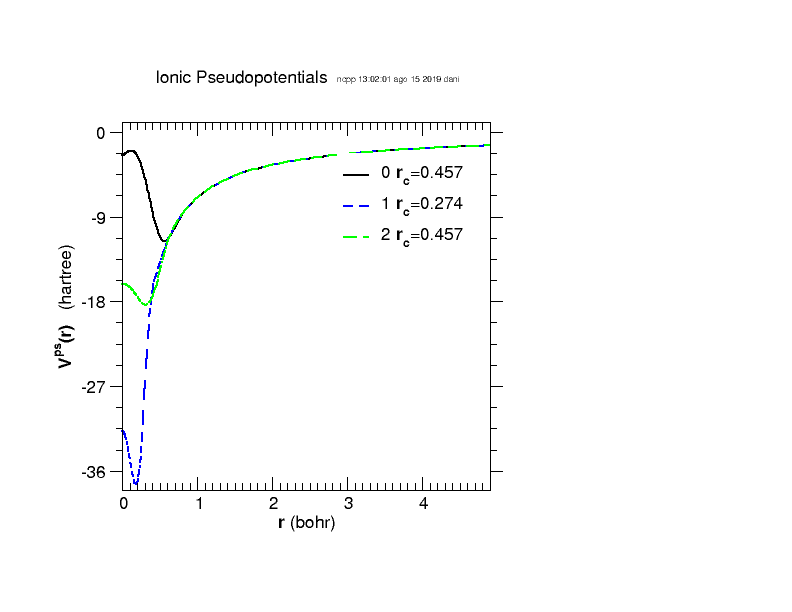 Ionic Pseudopotentials ncpp 13:02:01 ago 15 2019 dani
0
-9
-18
-27
-36
V^ps(r) (hartree)
0 r_c=0.457
1 r_c=0.274
2 r_c=0.457
0 1 2 3 4
r (bohr)